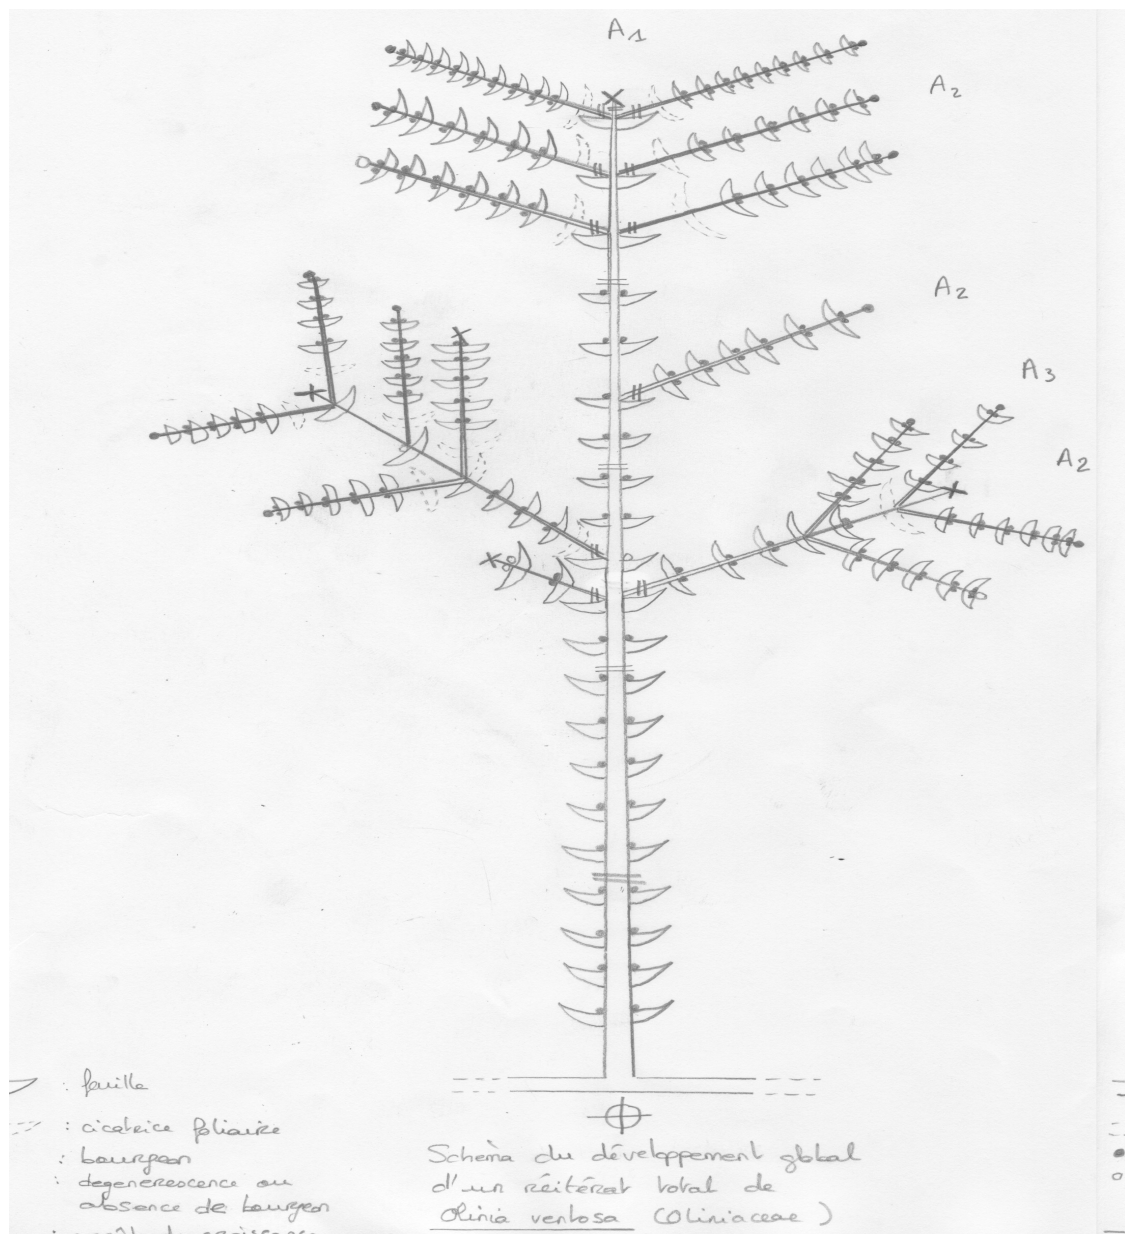 A1
A2
A2
A3
A2
: feuille
: cicatrice foliaire
: bourgeon
: degenerescence ou
absence de bourgeon
Schèma du développement global
d'un réitérat total de
Olinia ventosa (Oliniaceae)